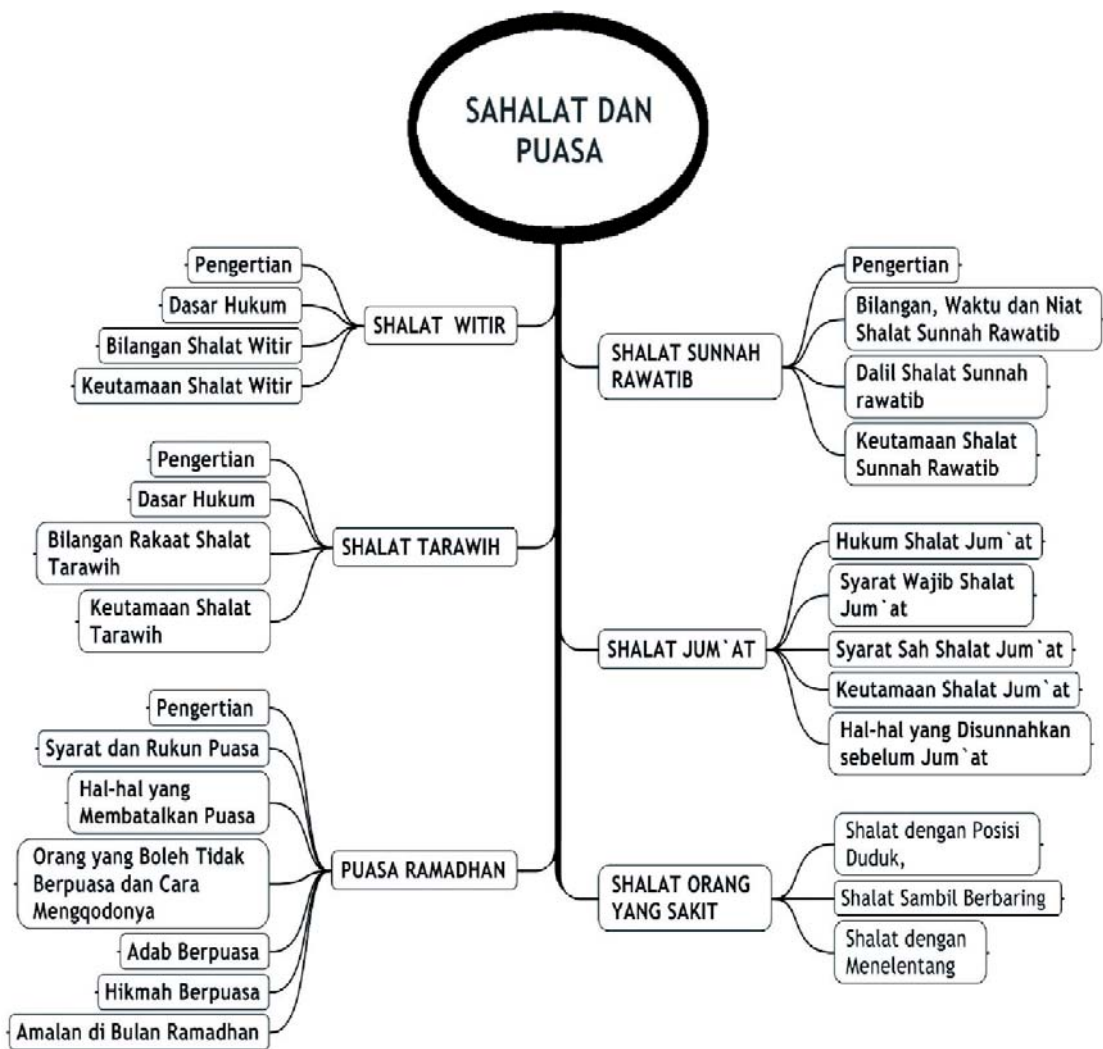 SAHALAT DAN
PUASA
Pengertian
Dasar Hukum
Bilangan Shalat Witir
Keutamaan Shalat Witir
SHALAT WITIR
Pengertian
Dasar Hukum
Bilangan Rakaat Shalat
Tarawih
Keutamaan Shalat
Tarawih
SHALAT TARAWIH
Pengertian
Syarat dan Rukun Puasa
Hal-hal yang
Membatalkan Puasa
Orang yang Boleh Tidak
Berpuasa dan Cara
Mengqodonya
Adab Berpuasa
Hikmah Berpuasa
Amalan di Bulan Ramadhan
PUASA RAMADHAN
SHALAT SUNNAH
RAWATIB
Pengertian
Bilangan, Waktu dan Niat
Shalat Sunnah Rawatib
Dalil Shalat Sunnah
rawatib
Keutamaan Shalat
Sunnah Rawatib
SHALAT JUM`AT
Hukum Shalat Jum`at
Syarat Wajib Shalat
Jum`at
Syarat Sah Shalat Jum`at
Keutamaan Shalat Jum`at
Hal-hal yang Disunnahkan
sebelum Jum`at
SHALAT ORANG
YANG SAKIT
Shalat dengan Posisi
Duduk,
Shalat Sambil Berbaring
Shalat dengan
Menelentang